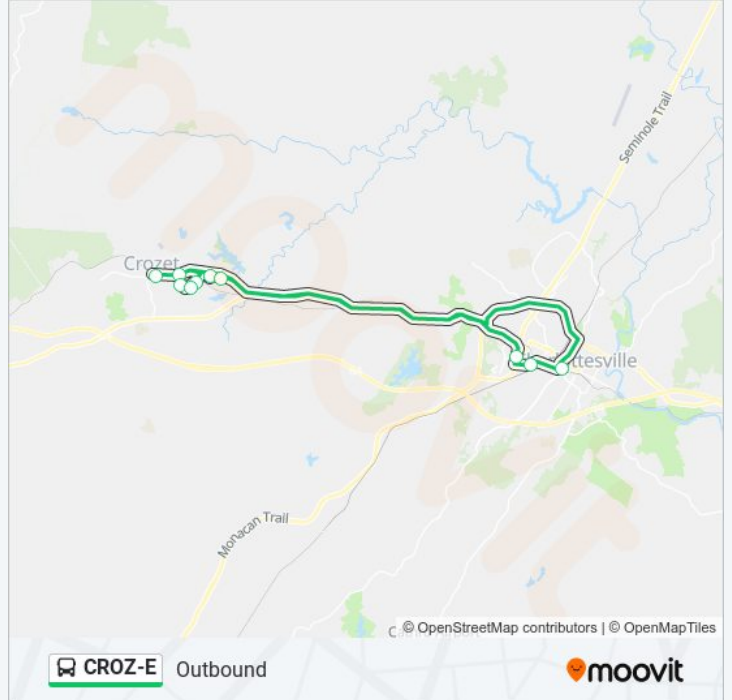 Seminole Trail
Crozet
ttesville
Monacan Trail
© OpenStreetMap contributors | © OpenMapTiles
CROZ-E Outbound
moovit